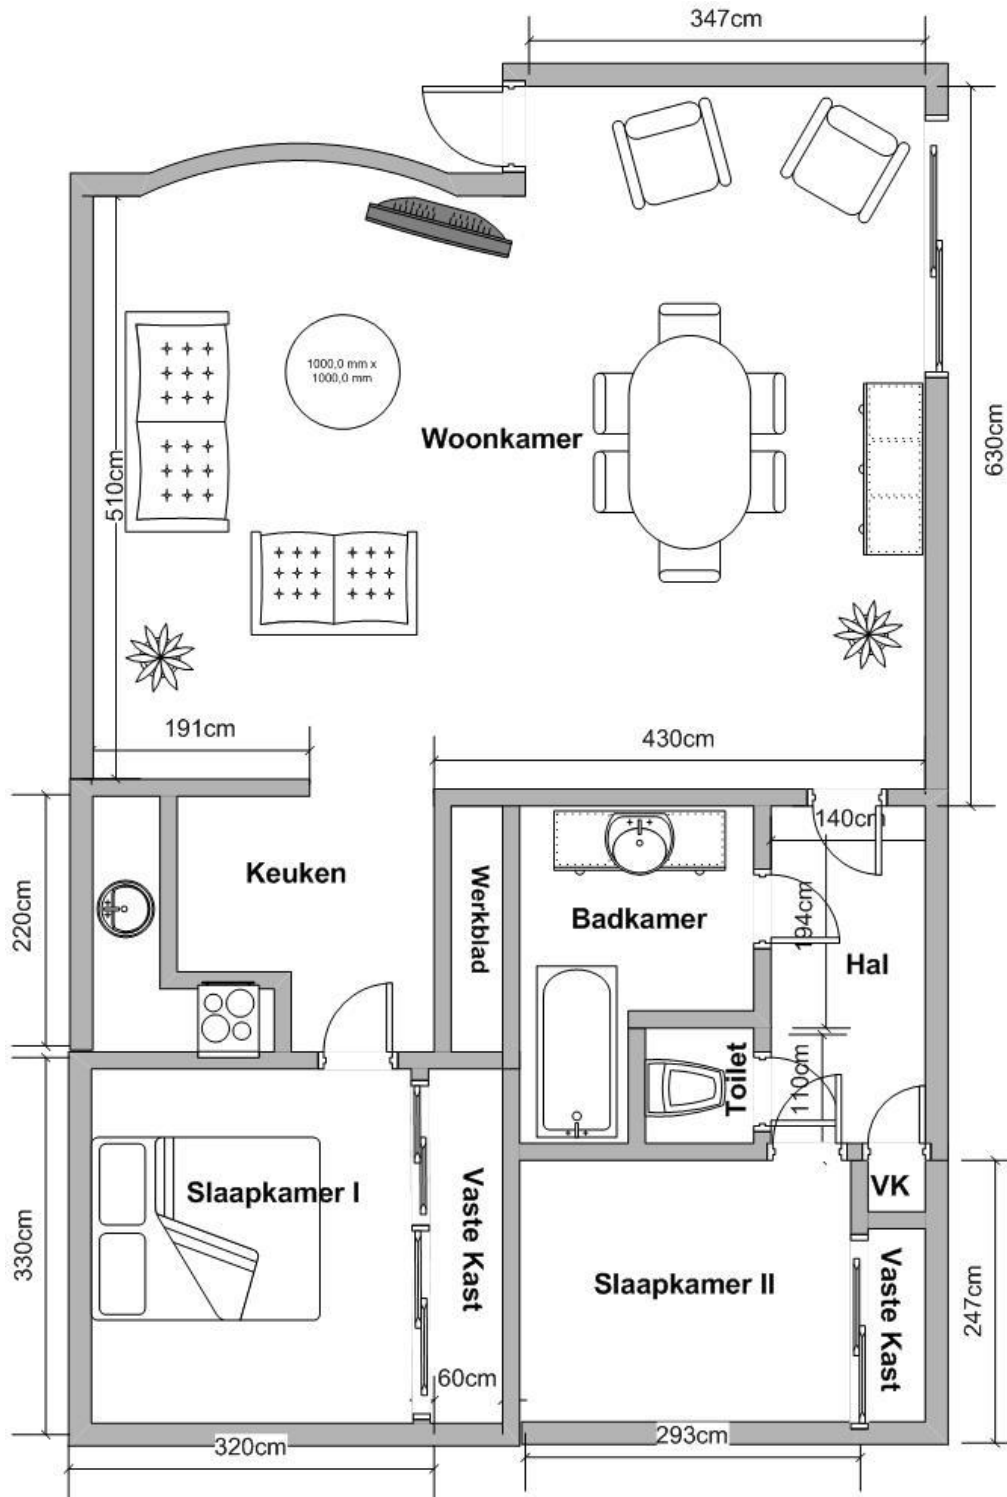 347cm
1000,0 mm x
1000,0 mm
Woonkamer
630cm
510cm
191cm
430cm
140cm
Keuken
Werkblad
Badkamer
194cm
Hal
220cm
Toilet
110cm
Slaapkamer I
Vaste Kast
VK
330cm
Slaapkamer II
Vaste Kast
247cm
60cm
320cm
293cm